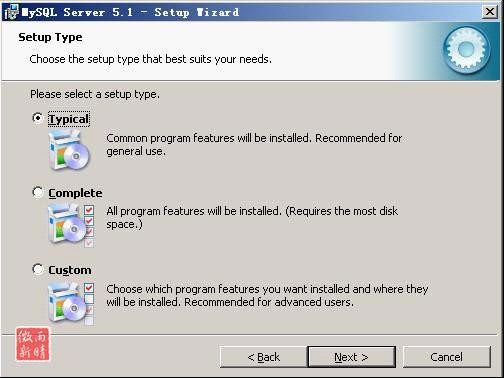 MySQL Server 5.1 - Setup Wizard
Setup Type
Choose the setup type that best suits your needs.
Please select a setup type.
Typical
Common program features will be installed. Recommended for
general use.
Complete
All program features will be installed. (Requires the most disk
space.)
Custom
Choose which program features you want installed and where they
will be installed. Recommended for advanced users.
微雨
新晴
< Back
Next >
Cancel